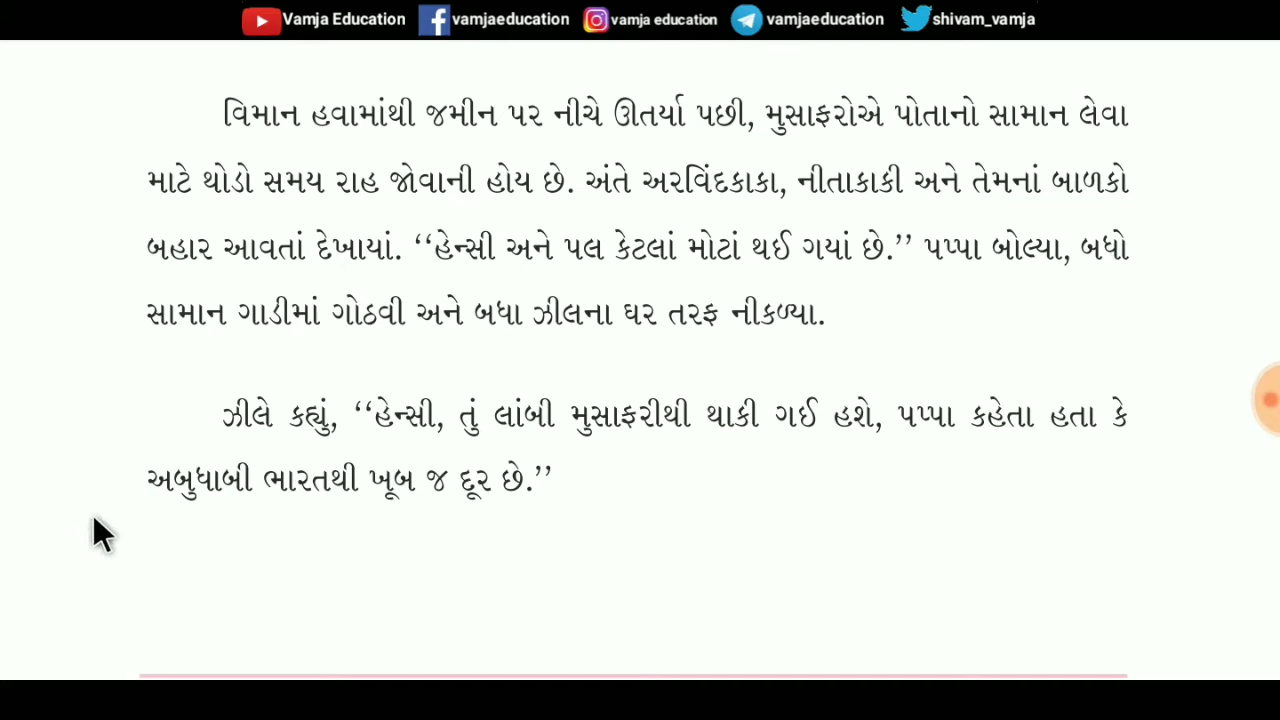 Vamja Education vamjaeducation vamja education vamjaeducation shivam_vamja
વિમાન હવામાંથી જમીન પર નીચે ઊતર્યા પછી, મુસાફરોએ પોતાનો સામાન લેવા
માટે થોડો સમય રાહ જોવાની હોય છે. અંતે અરવિંદકાકા, નીતાકાકી અને તેમનાં બાળકો
બહાર આવતાં દેખાયાં. ‘‘હેન્સી અને પલ કેટલાં મોટાં થઈ ગયાં છે.’’ પપ્પા બોલ્યા, બધો
સામાન ગાડીમાં ગોઠવી અને બધા ઝીલના ઘર તરફ નીકળ્યા.
ઝીલે કહ્યું, ‘‘હેન્સી, તું લાંબી મુસાફરીથી થાકી ગઈ હશે, પપ્પા કહેતા હતા કે
અબુધાબી ભારતથી ખૂબ જ દૂર છે.’’